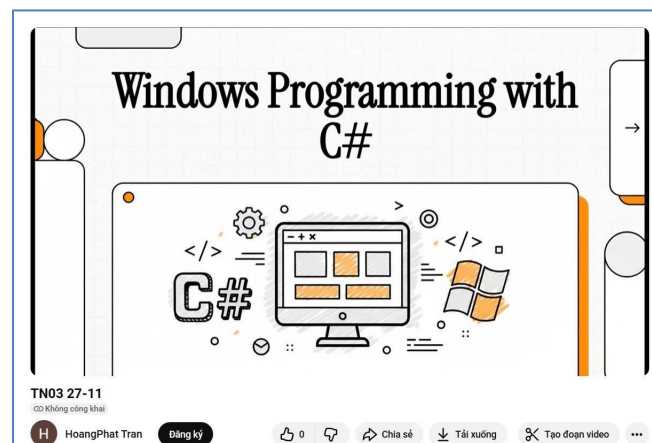 Windows Programming with
C#
→
- + ×
</>
>
</>
C#
TN03 27-11
Không công khai
H HoangPhat Tran Đăng ký 0 Chia sẻ Tải xuống Tạo đoạn video ...